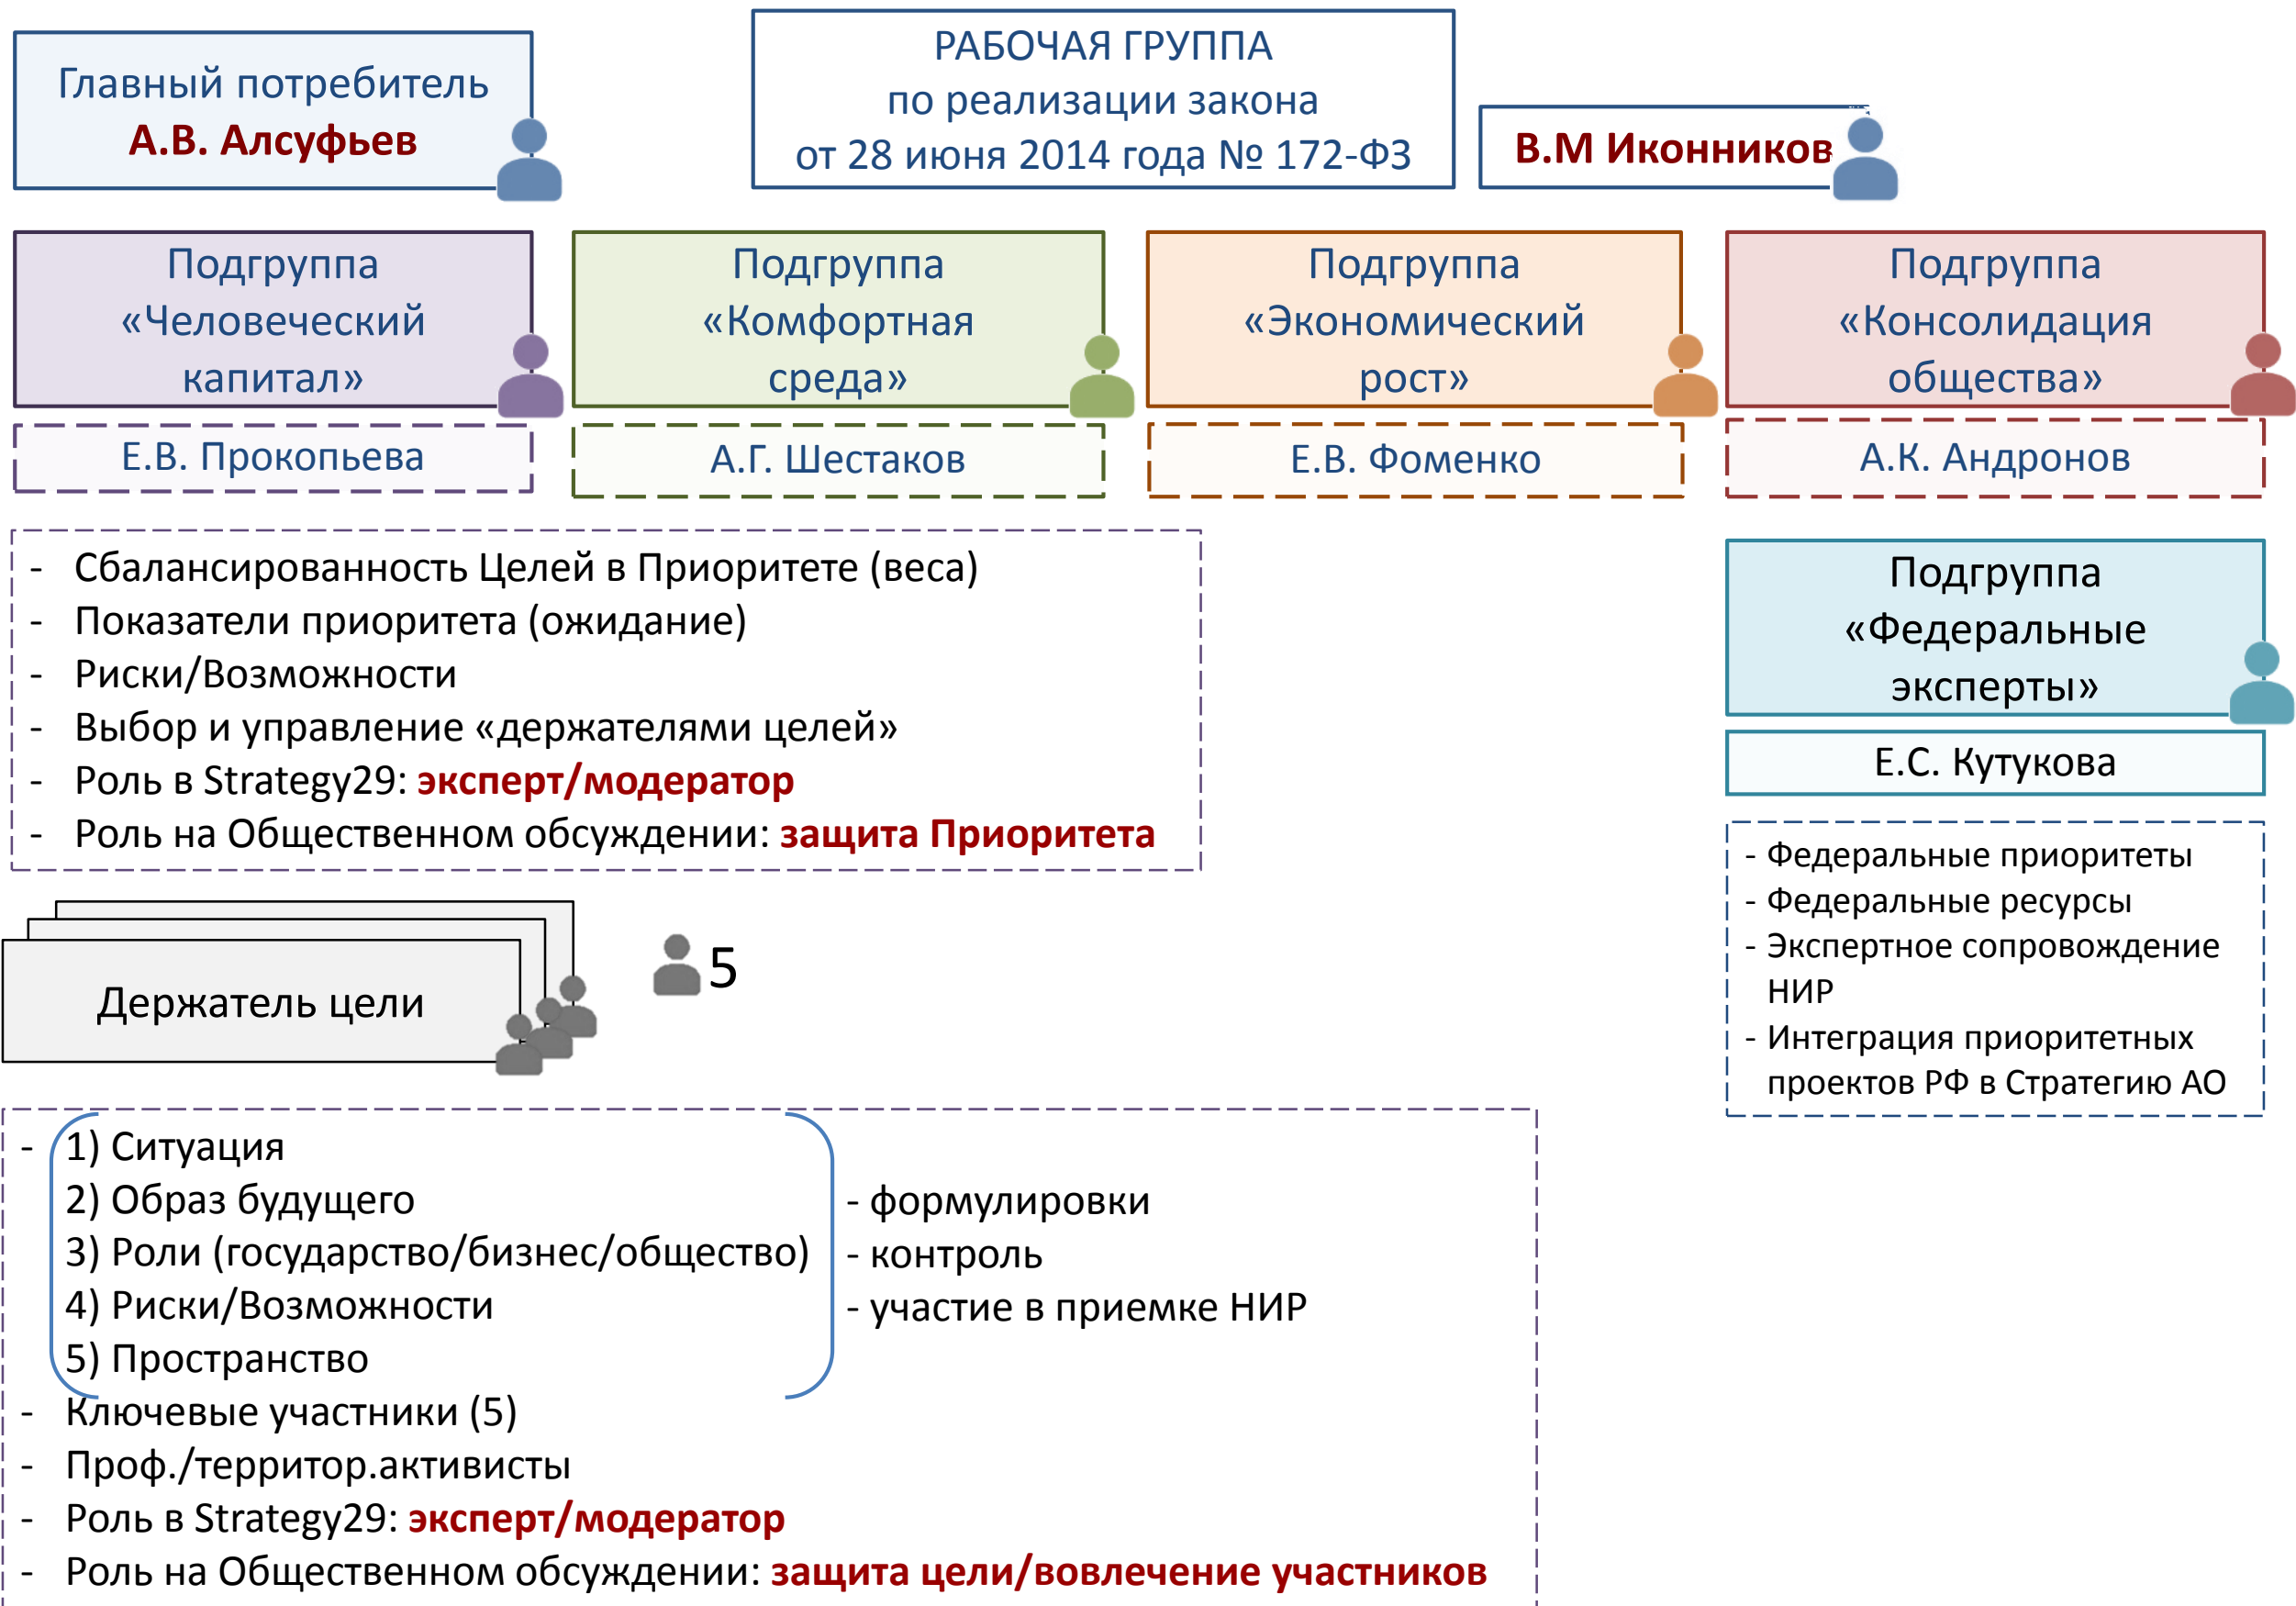 Главный потребитель
А.В. Алсуфьев
РАБОЧАЯ ГРУППА
по реализации закона
от 28 июня 2014 года № 172-ФЗ
В.М Иконников
Подгруппа
«Человеческий
капитал»
Е.В. Прокопьева
Подгруппа
«Комфортная
среда»
А.Г. Шестаков
Подгруппа
«Экономический
рост»
Е.В. Фоменко
Подгруппа
«Консолидация
общества»
А.К. Андронов
- Сбалансированность Целей в Приоритете (веса)
- Показатели приоритета (ожидание)
- Риски/Возможности
- Выбор и управление «держателями целей»
- Роль в Strategy29: эксперт/модератор
- Роль на Общественном обсуждении: защита Приоритета
Подгруппа
«Федеральные
эксперты»
Е.С. Кутукова
- Федеральные приоритеты
- Федеральные ресурсы
- Экспертное сопровождение
НИР
- Интеграция приоритетных
проектов РФ в Стратегию АО
Держатель цели
5
- 1) Ситуация
2) Образ будущего
3) Роли (государство/бизнес/общество)
4) Риски/Возможности
5) Пространство
- формулировки
- контроль
- участие в приемке НИР
- Ключевые участники (5)
- Проф./территор.активисты
- Роль в Strategy29: эксперт/модератор
- Роль на Общественном обсуждении: защита цели/вовлечение участников